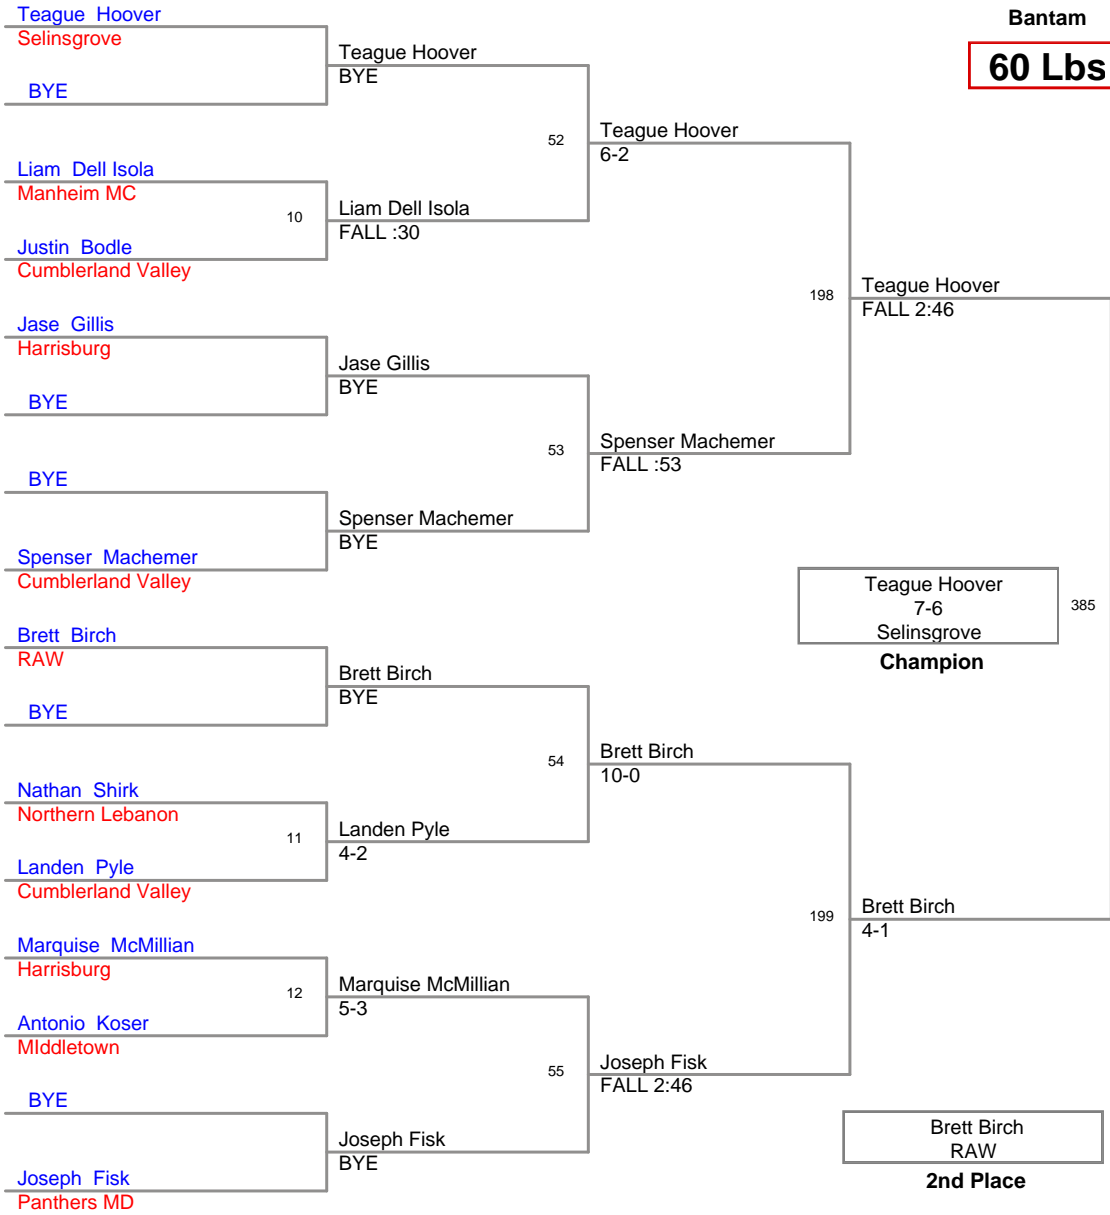 Bantam
60 Lbs
Teague Hoover
Selinsgrove
BYE
Liam Dell Isola
Manheim MC
10
Justin Bodle
Cumblerland Valley
Jase Gillis
Harrisburg
BYE
BYE
Spenser Machemer
Cumblerland Valley
Brett Birch
RAW
BYE
Nathan Shirk
Northern Lebanon
11
Landen Pyle
Cumblerland Valley
Marquise McMillian
Harrisburg
12
Antonio Koser
MIddletown
BYE
Joseph Fisk
Panthers MD
Teague Hoover
BYE
52
Liam Dell Isola
FALL :30
Jase Gillis
BYE
53
Spenser Machemer
BYE
Brett Birch
BYE
54
Landen Pyle
4-2
Marquise McMillian
5-3
55
Joseph Fisk
BYE
Teague Hoover
6-2
198
Spenser Machemer
FALL :53
Brett Birch
10-0
199
Joseph Fisk
FALL 2:46
Teague Hoover
FALL 2:46
Brett Birch
4-1
385
Teague Hoover
7-6
Selinsgrove
Champion
Brett Birch
RAW
2nd Place